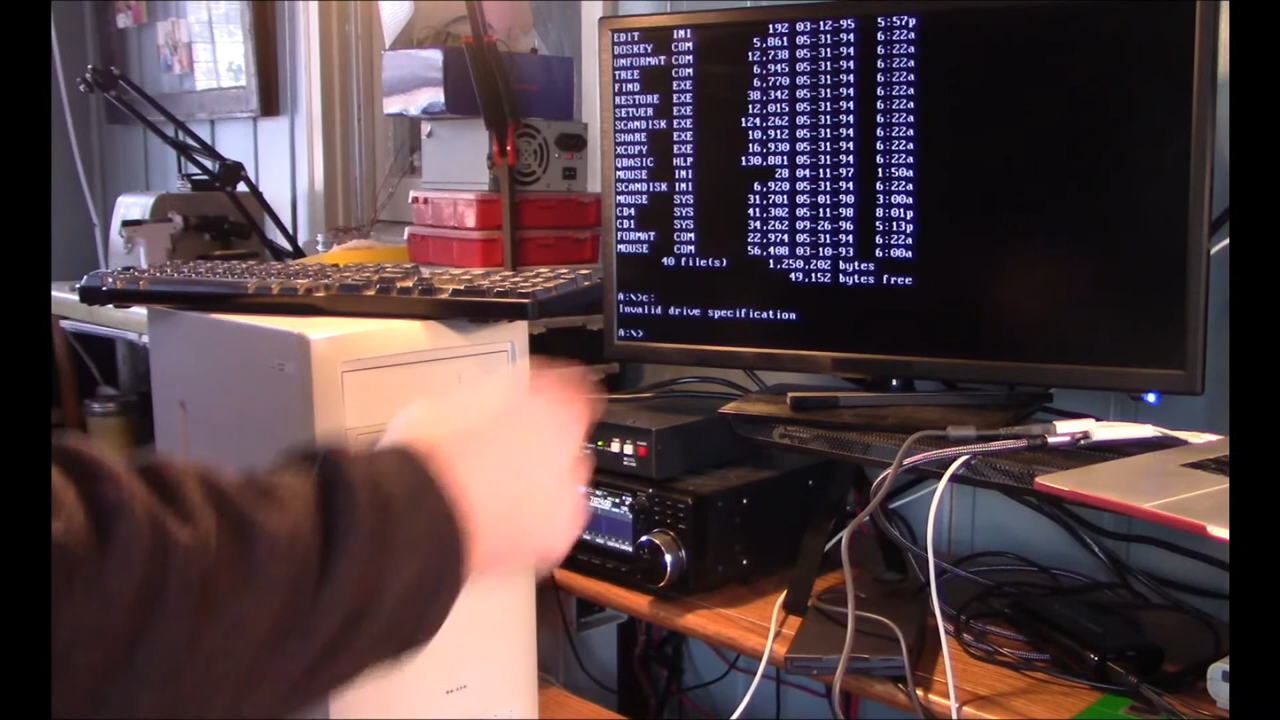 EDIT INI 192 03-12-95 5:57p
DOSKEY COM 5,861 05-31-94 6:22a
UNFORMAT COM 12,738 05-31-94 6:22a
TREE COM 6,945 05-31-94 6:22a
FIND EXE 6,770 05-31-94 6:22a
RESTORE EXE 38,342 05-31-94 6:22a
SETVER EXE 12,015 05-31-94 6:22a
SCANDISK EXE 124,262 05-31-94 6:22a
SHARE EXE 10,912 05-31-94 6:22a
XCOPY EXE 16,930 05-31-94 6:22a
QBASIC HLP 130,881 05-31-94 6:22a
MOUSE INI 28 04-11-97 1:50a
SCANDISK INI 6,920 05-31-94 6:22a
MOUSE SYS 31,701 05-01-90 3:00a
CD4 SYS 41,302 05-11-98 8:01p
CD1 SYS 34,262 09-26-96 5:13p
FORMAT COM 22,974 05-31-94 6:22a
MOUSE COM 56,408 03-10-93 6:00a
40 file(s) 1,250,202 bytes
49,152 bytes free
A:\>c:
Invalid drive specification
A:\>